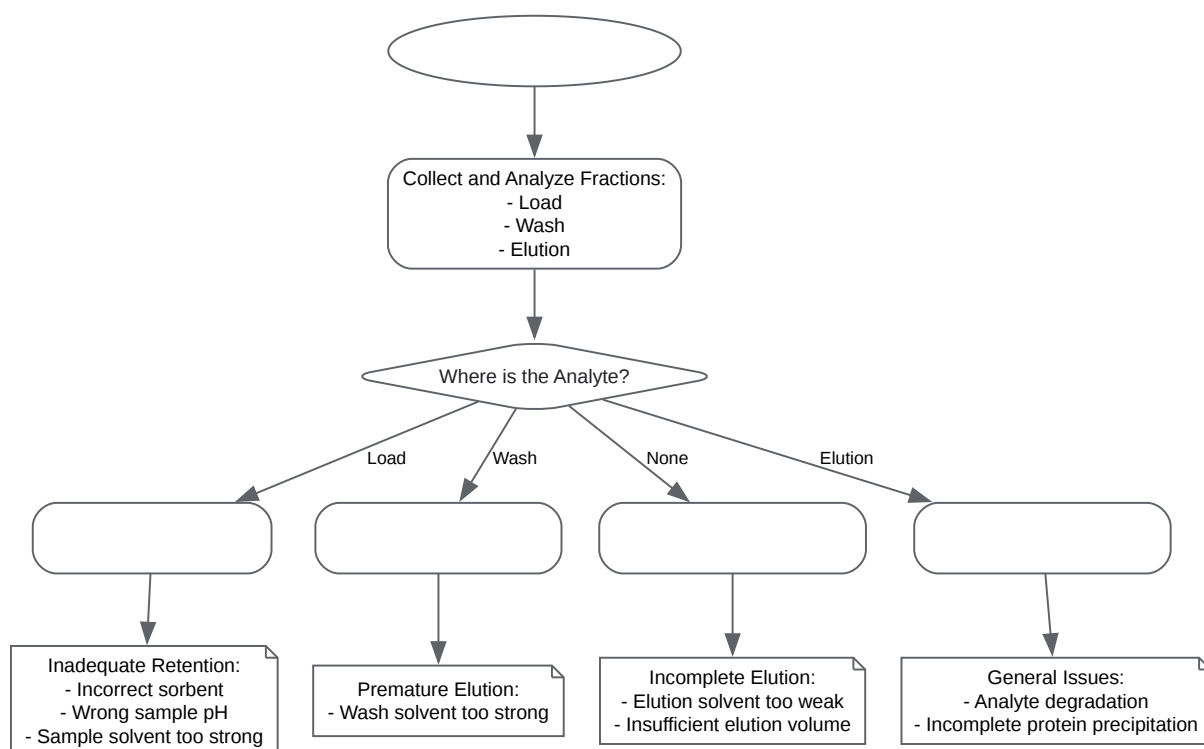 Collect and Analyze Fractions:
- Load
- Wash
- Elution
Where is the Analyte?
Load
Wash
None
Elution
Inadequate Retention:
- Incorrect sorbent
- Wrong sample pH
- Sample solvent too strong
Premature Elution:
- Wash solvent too strong
Incomplete Elution:
- Elution solvent too weak
- Insufficient elution volume
General Issues:
- Analyte degradation
- Incomplete protein precipitation